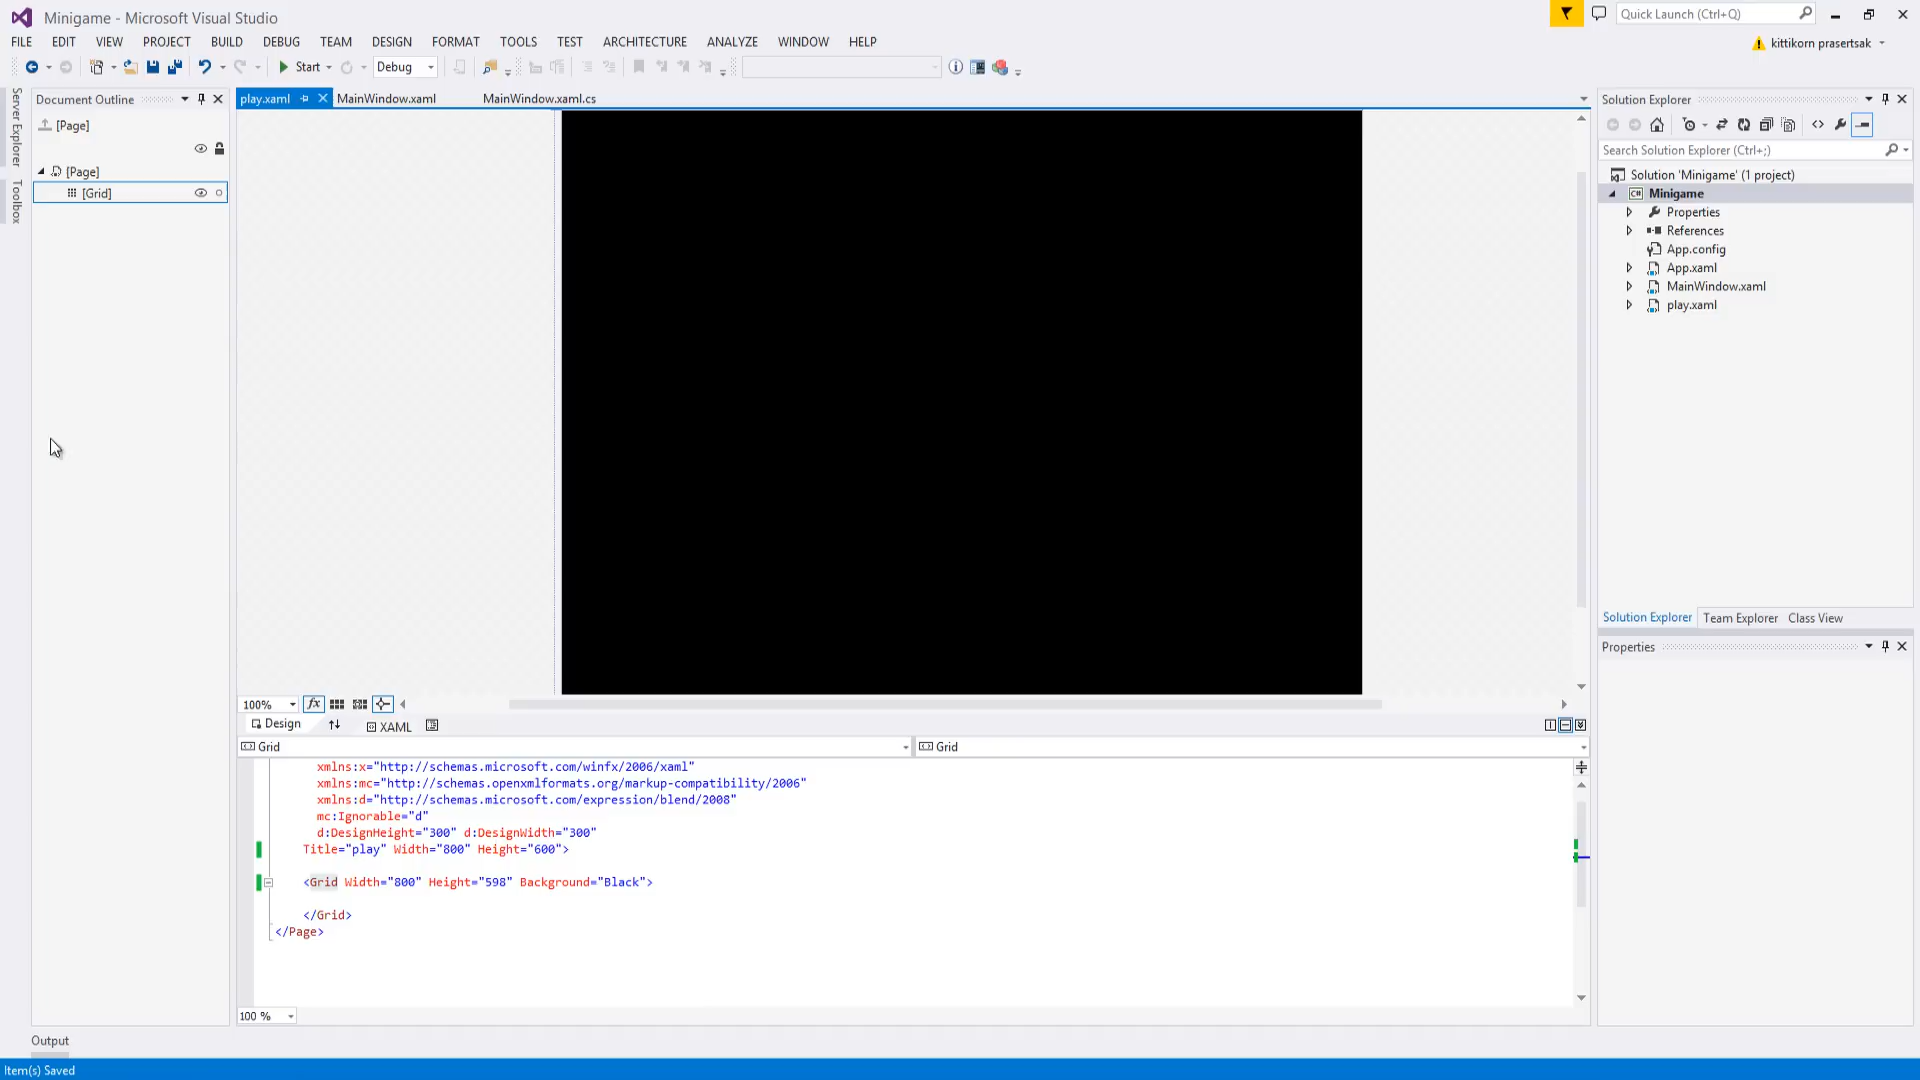 Minigame - Microsoft Visual Studio
Quick Launch (Ctrl+Q)
FILE EDIT VIEW PROJECT BUILD DEBUG TEAM DESIGN FORMAT TOOLS TEST ARCHITECTURE ANALYZE WINDOW HELP
kittikorn prasertsak
Start Debug
Server Explorer
Toolbox
Document Outline
[Page]
[Page]
[Grid]
play.xaml MainWindow.xaml MainWindow.xaml.cs
100%
fx
Design XAML
Grid Grid
xmlns:x="http://schemas.microsoft.com/winfx/2006/xaml"
xmlns:mc="http://schemas.openxmlformats.org/markup-compatibility/2006"
xmlns:d="http://schemas.microsoft.com/expression/blend/2008"
mc:Ignorable="d"
d:DesignHeight="300" d:DesignWidth="300"
Title="play" Width="800" Height="600">
<Grid Width="800" Height="598" Background="Black">
</Grid>
</Page>
100 %
Solution Explorer
Search Solution Explorer (Ctrl+;)
Solution 'Minigame' (1 project)
C# Minigame
Properties
References
App.config
App.xaml
MainWindow.xaml
play.xaml
Solution Explorer Team Explorer Class View
Properties
Output
Item(s) Saved